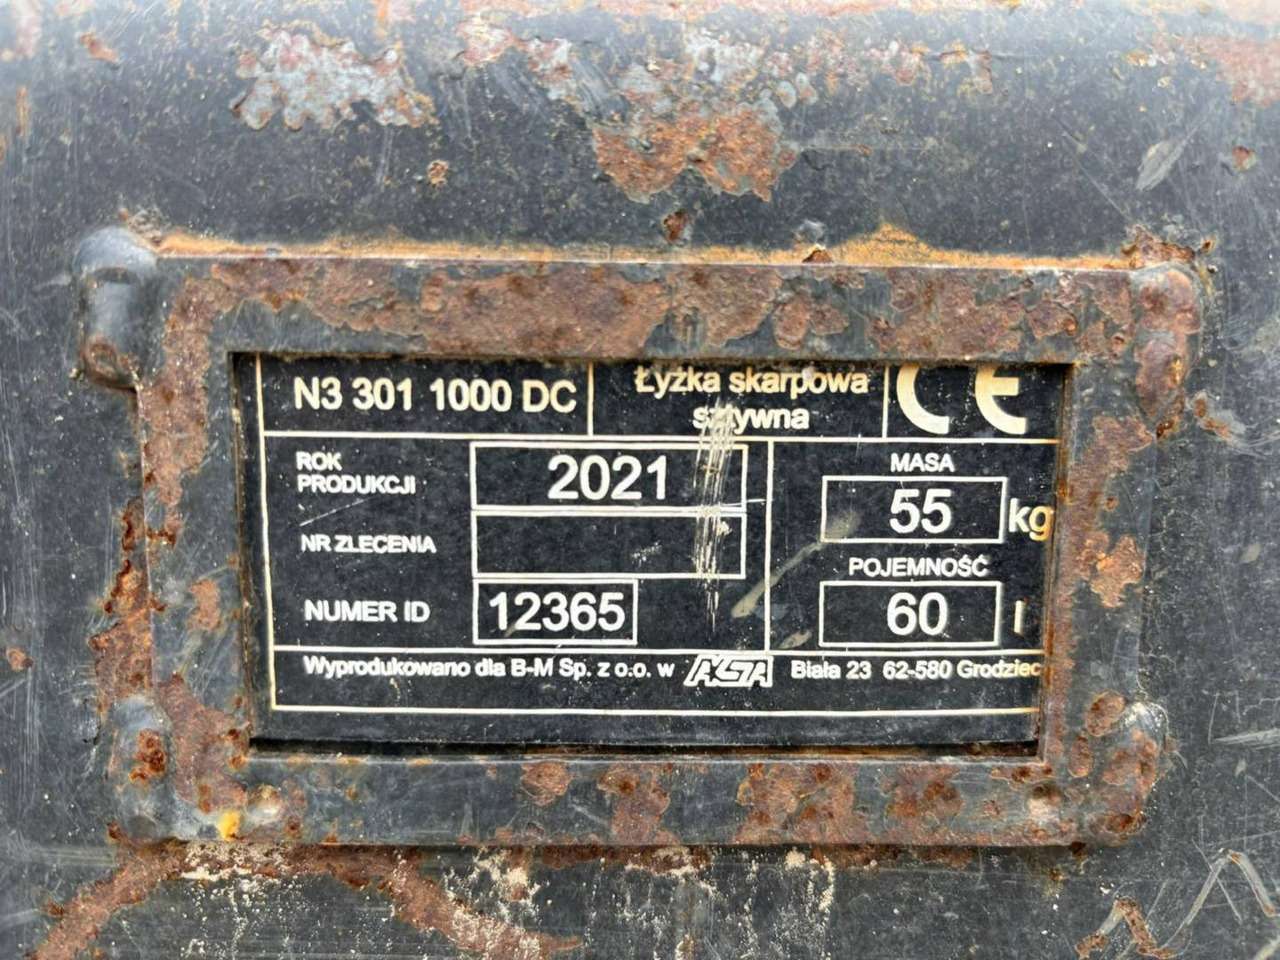 N3 301 1000 DC
Łyżka skarpowa
sztywna
CE
ROK
PRODUKCJI
2021
MASA
55 kg
NR ZLECENIA
POJEMNOŚĆ
60 l
NUMER ID
12365
Wyprodukowano dla B-M Sp. z o.o. w AGSA Biała 23 62-580 Grodziec